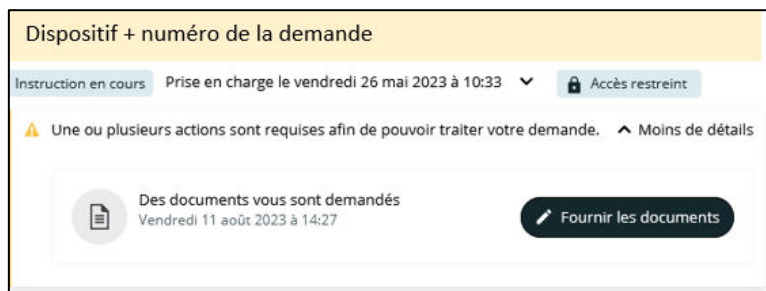 Dispositif + numéro de la demande
Instruction en cours Prise en charge le vendredi 26 mai 2023 à 10:33 Accès restreint
Une ou plusieurs actions sont requises afin de pouvoir traiter votre demande. Moins de détails
Des documents vous sont demandés
Vendredi 11 août 2023 à 14:27
Fournir les documents